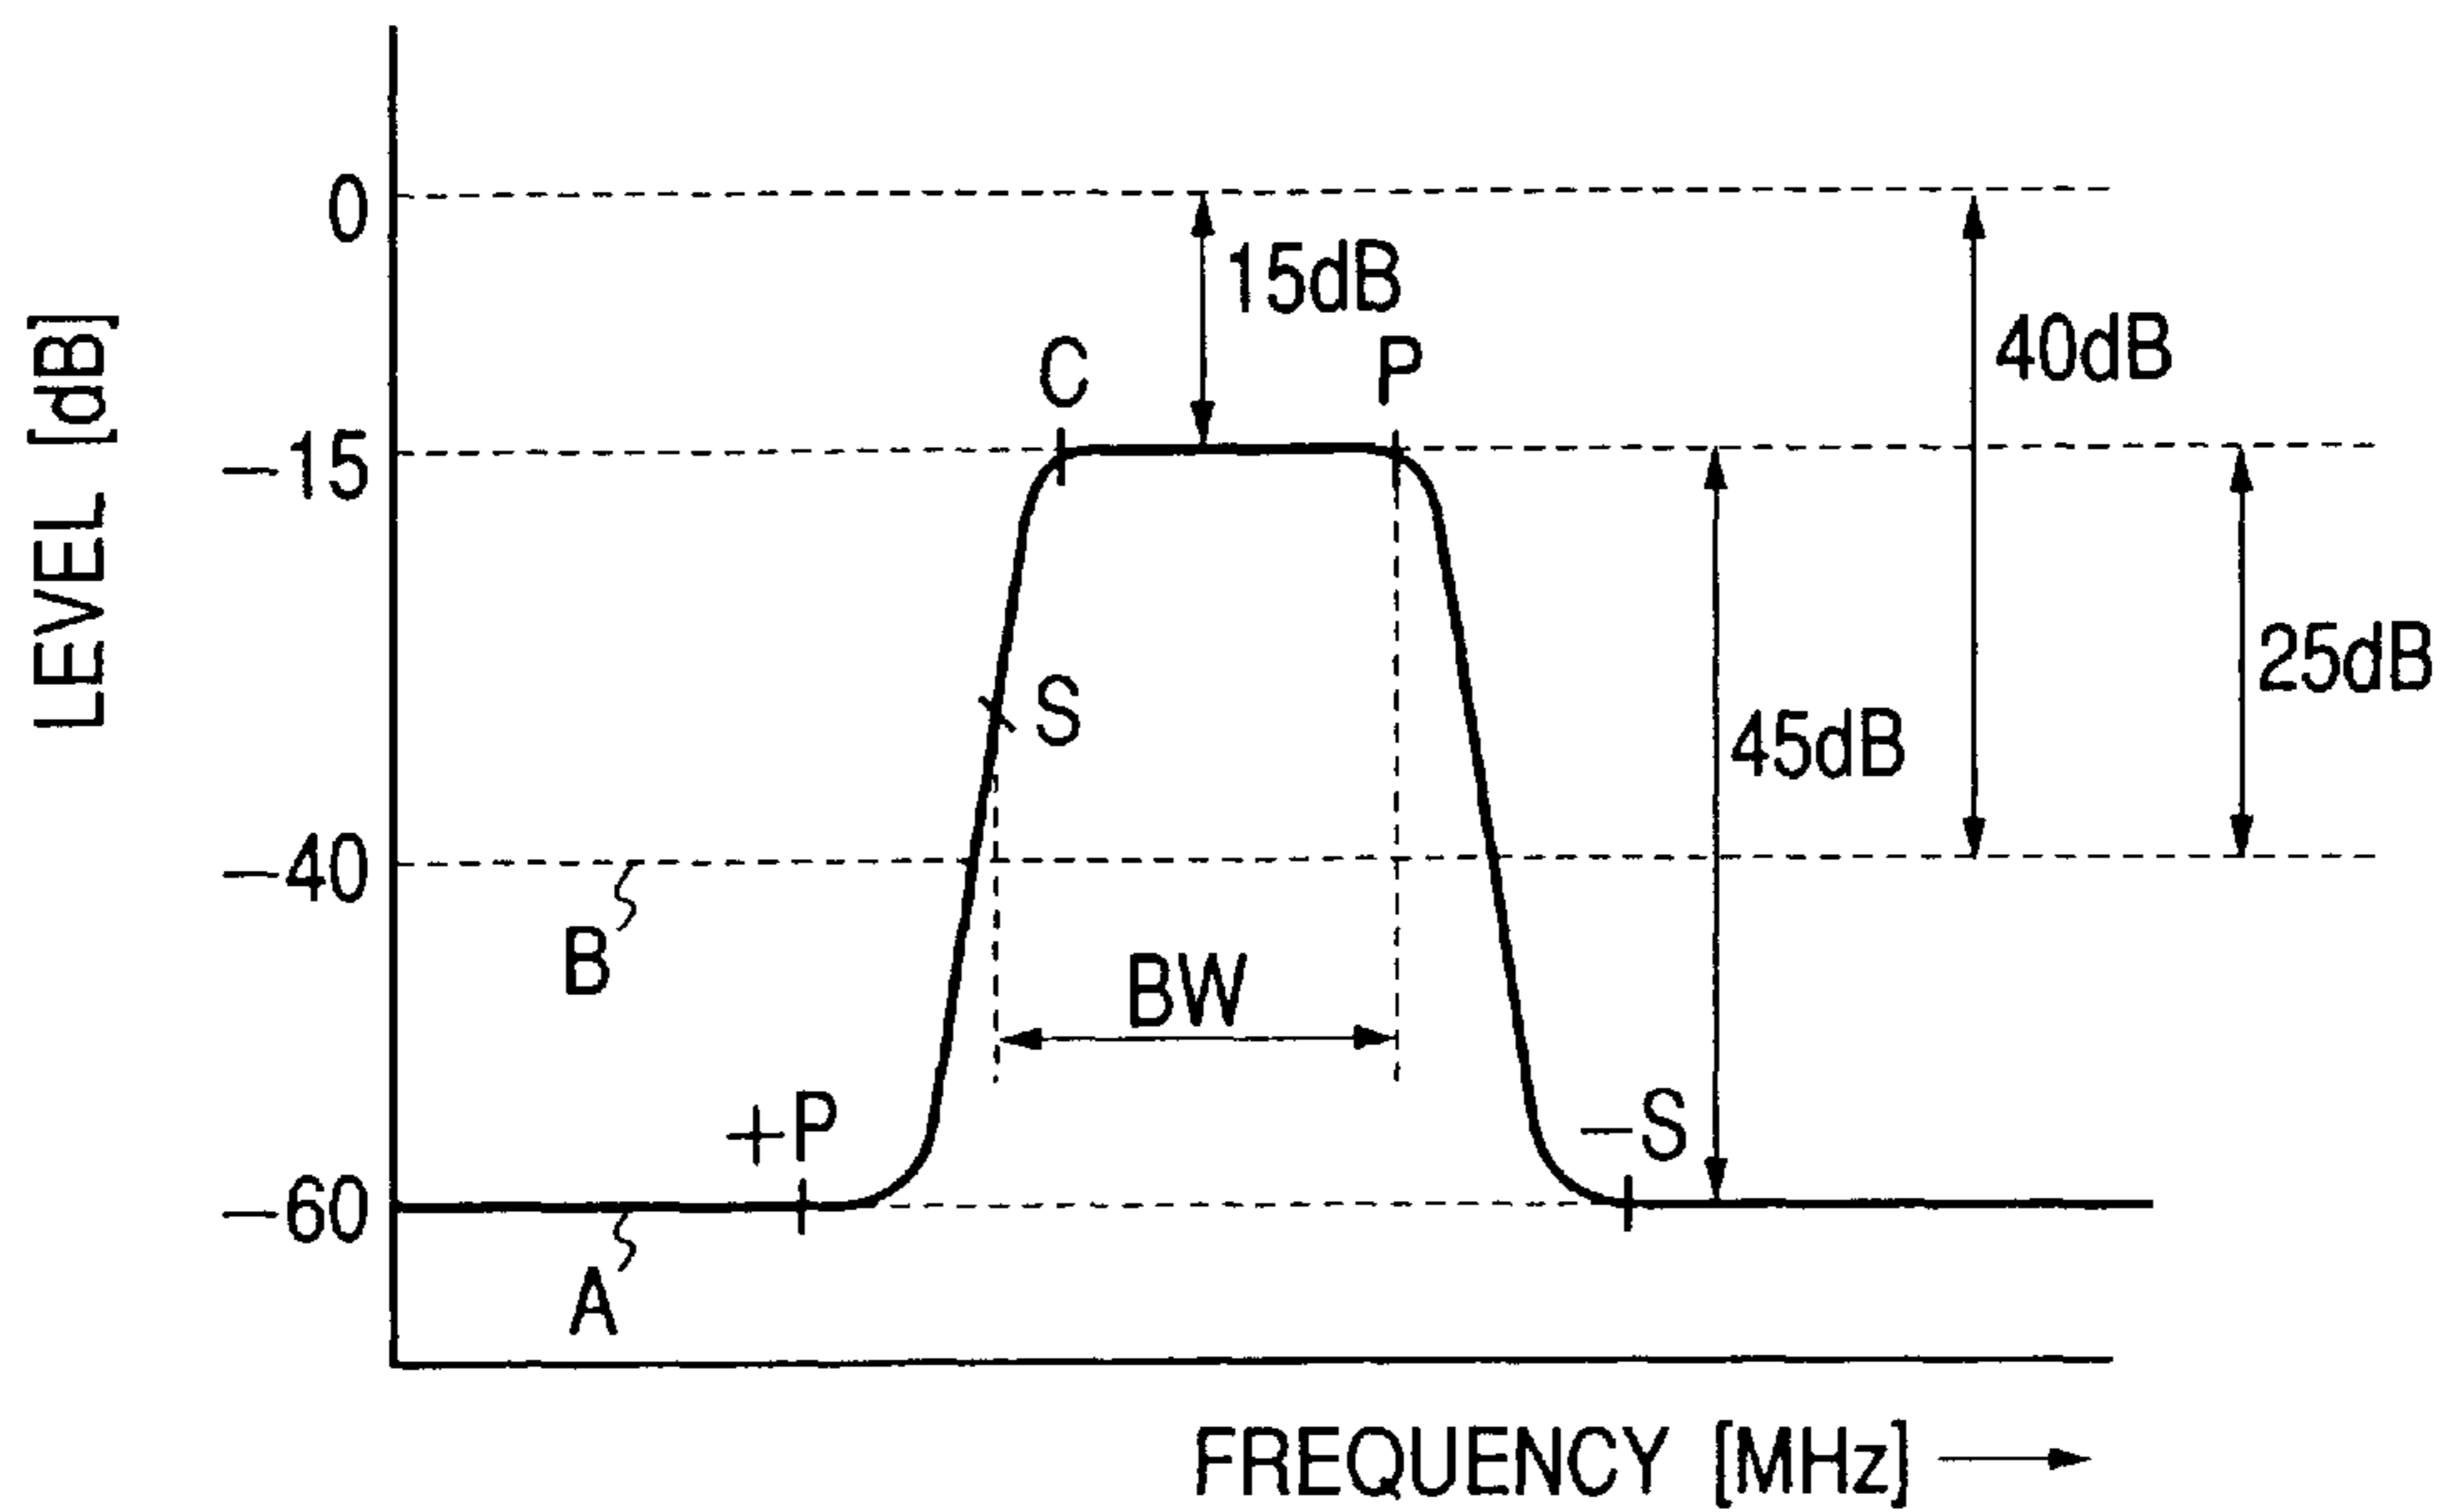 0
15dB
C
P
40dB
LEVEL [dB]
−15
S
25dB
45dB
−40
B
BW
+P
−S
−60
A
FREQUENCY [MHz]